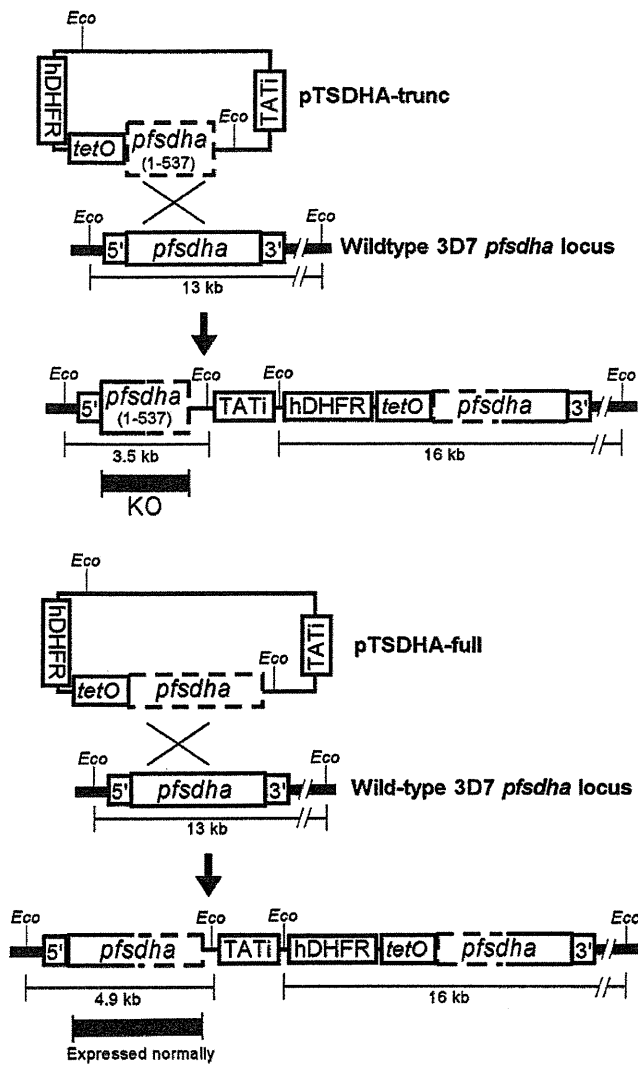 Eco
hDHFR
TATi
pTSDHA-trunc
Eco
tetO
pfsdha
(1-537)
Eco
Eco
5' pfsdha 3'
Wildtype 3D7 pfsdha locus
13 kb
Eco
Eco
Eco
Eco
5' pfsdha
(1-537)
TATi
hDHFR
tetO
pfsdha
3'
3.5 kb
16 kb
KO
Eco
hDHFR
TATi
pTSDHA-full
Eco
tetO
pfsdha
Eco
Eco
5' pfsdha 3'
Wild-type 3D7 pfsdha locus
13 kb
Eco
Eco
Eco
Eco
5' pfsdha
TATi
hDHFR
tetO
pfsdha
3'
4.9 kb
16 kb
Expressed normally